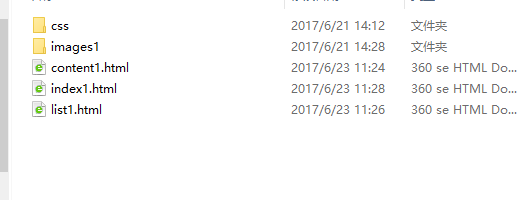 css 2017/6/21 14:12 文件夹
images1 2017/6/21 14:28 文件夹
content1.html 2017/6/23 11:24 360 se HTML Do...
index1.html 2017/6/23 11:28 360 se HTML Do...
list1.html 2017/6/23 11:26 360 se HTML Do...